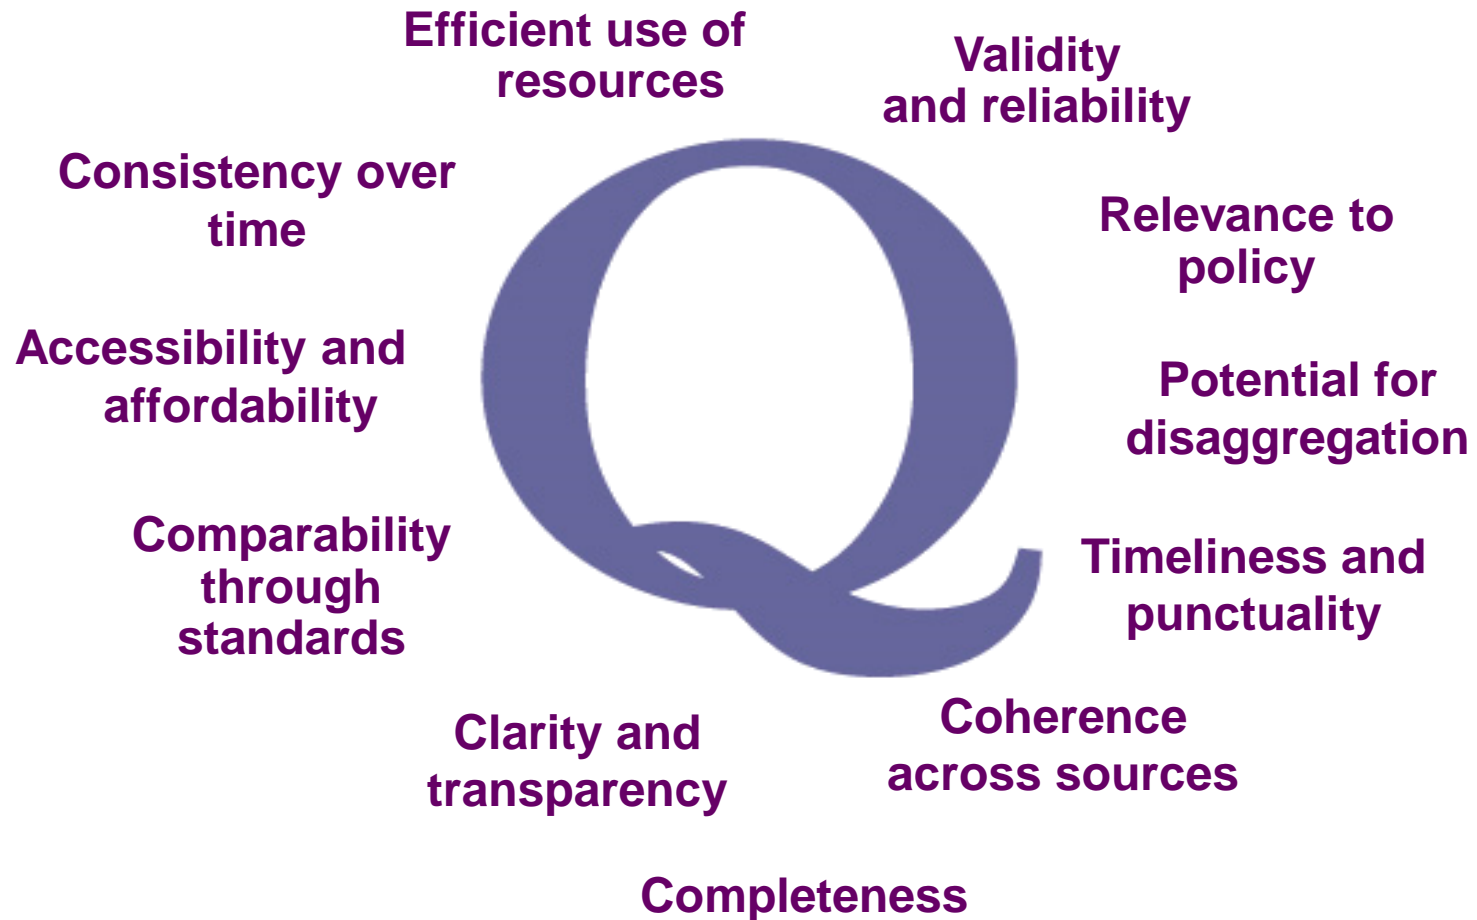 Efficient use of
resources
Validity
and reliability
Consistency over
time
Relevance to
policy
Accessibility and
affordability
Potential for
disaggregation
Comparability
through
standards
Timeliness and
punctuality
Clarity and
transparency
Coherence
across sources
Completeness
Q